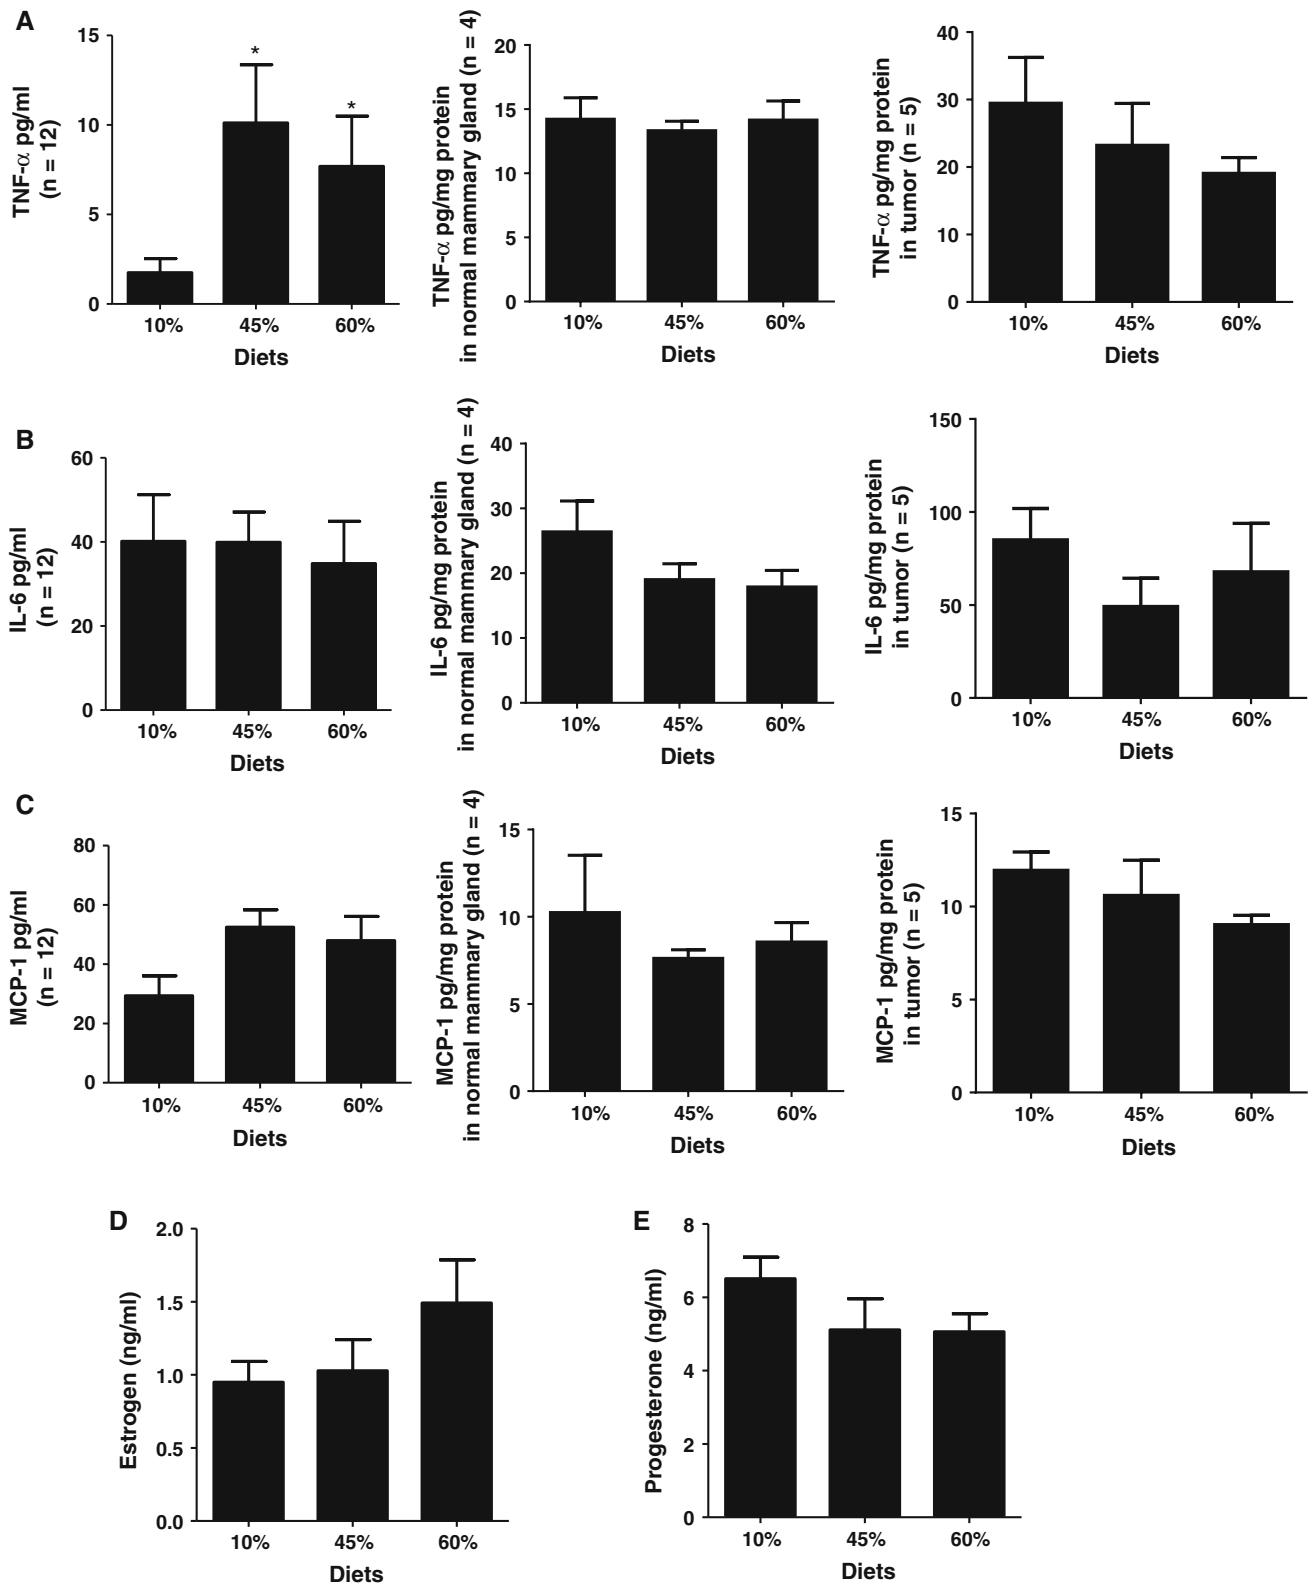 A
TNF-α pg/ml
(n = 12)
15
10
5
0
*
*
10% 45% 60%
Diets
TNF-α pg/mg protein
in normal mammary gland (n = 4)
20
15
10
5
0
10% 45% 60%
Diets
TNF-α pg/mg protein
in tumor (n = 5)
40
30
20
10
0
10% 45% 60%
Diets
B
IL-6 pg/ml
(n = 12)
60
40
20
0
10% 45% 60%
Diets
IL-6 pg/mg protein
in normal mammary gland (n = 4)
40
30
20
10
0
10% 45% 60%
Diets
IL-6 pg/mg protein
in tumor (n = 5)
150
100
50
0
10% 45% 60%
Diets
C
MCP-1 pg/ml
(n = 12)
80
60
40
20
0
10% 45% 60%
Diets
MCP-1 pg/mg protein
in normal mammary gland (n = 4)
15
10
5
0
10% 45% 60%
Diets
MCP-1 pg/mg protein
in tumor (n = 5)
15
10
5
0
10% 45% 60%
Diets
D
Estrogen (ng/ml)
2.0
1.5
1.0
0.5
0.0
10% 45% 60%
Diets
E
Progesterone (ng/ml)
8
6
4
2
0
10% 45% 60%
Diets